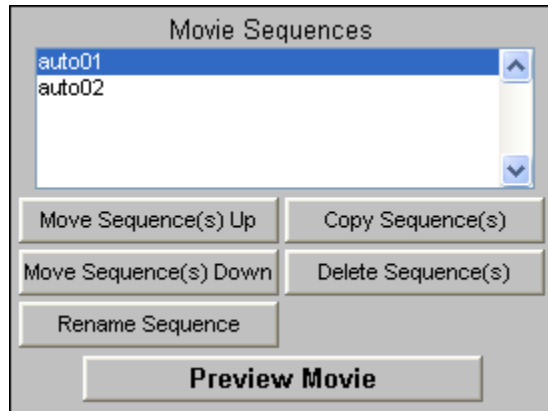 Movie Sequences
auto01
auto02
Move Sequence(s) Up
Copy Sequence(s)
Move Sequence(s) Down
Delete Sequence(s)
Rename Sequence
Preview Movie